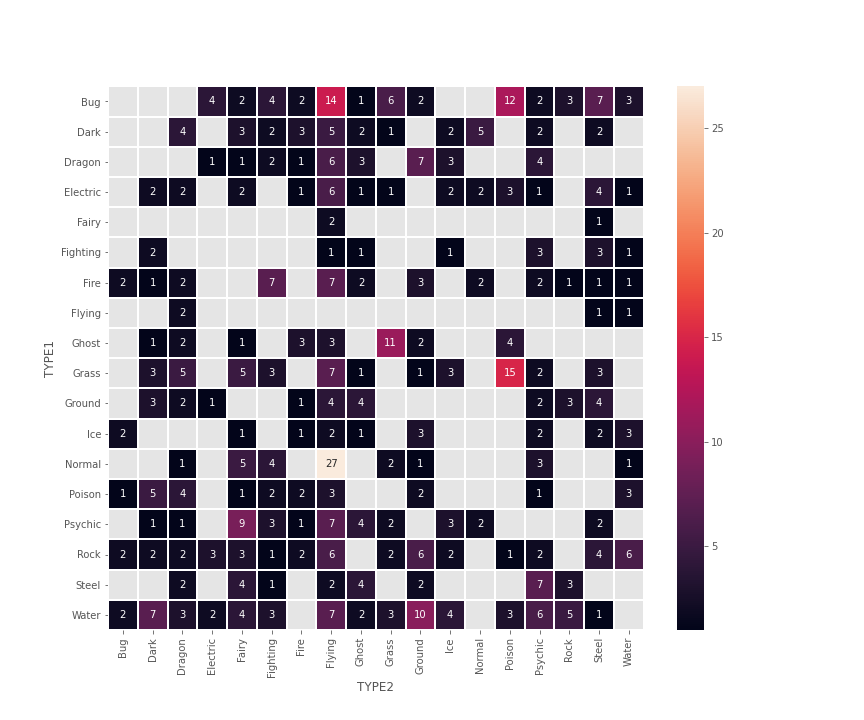 Bug 4 2 4 2 14 1 6 2 12 2 3 7 3
25
Dark 4 3 2 3 5 2 1 2 5 2 2
Dragon 1 1 2 1 6 3 7 3 4
Electric 2 2 2 1 6 1 1 2 2 3 1 4 1
20
Fairy 2 1
Fighting 2 1 1 1 3 3 1
Fire 2 1 2 7 7 2 3 2 2 1 1 1
Flying 2 1 1
15
Ghost 1 2 1 3 3 11 2 4
TYPE1
Grass 3 5 5 3 7 1 1 3 15 2 3
Ground 3 2 1 1 4 4 2 3 4
Ice 2 1 1 2 1 3 2 2 3
10
Normal 1 5 4 27 2 1 3 1
Poison 1 5 4 1 2 2 3 2 1 3
Psychic 1 1 9 3 1 7 4 2 3 2 2
5
Rock 2 2 2 3 3 1 2 6 2 6 2 1 2 4 6
Steel 2 4 1 2 4 2 7 3
Water 2 7 3 2 4 3 7 2 3 10 4 3 6 5 1
Bug Dark Dragon Electric Fairy Fighting Fire Flying Ghost Grass Ground Ice Normal Poison Psychic Rock Steel Water
TYPE2